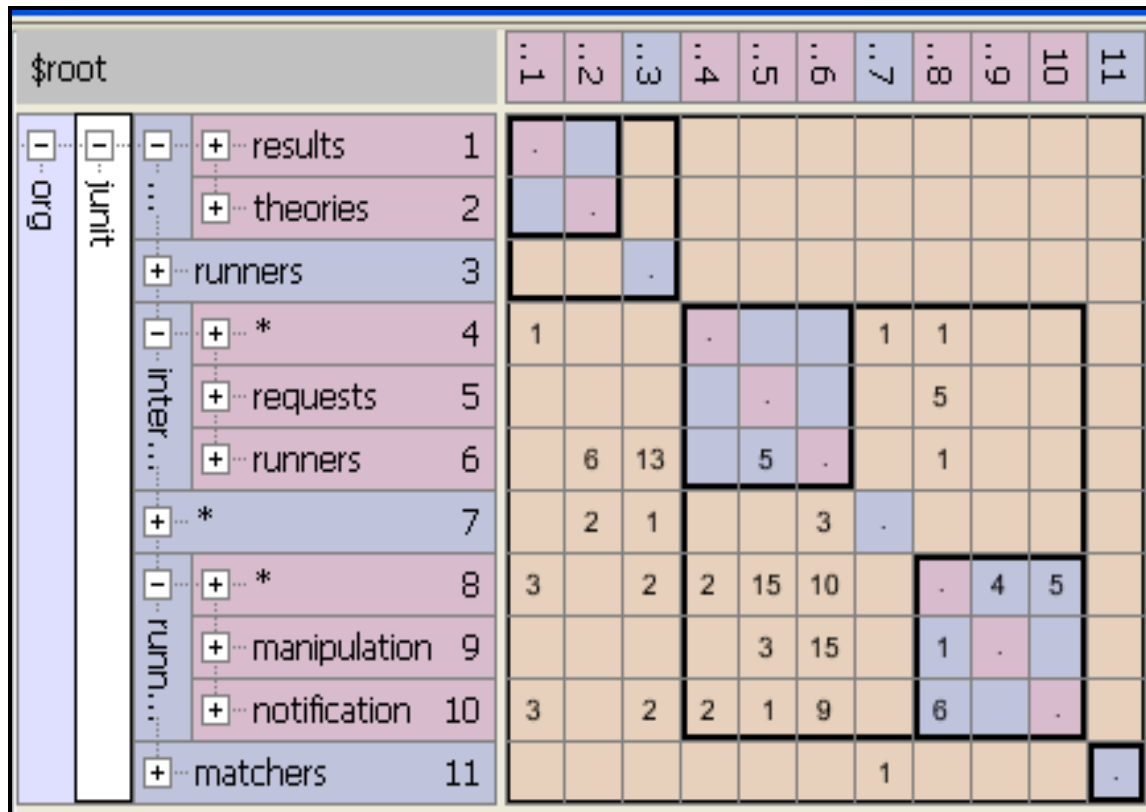 $root ..1 ..2 ..3 ..4 ..5 ..6 ..7 ..8 ..9 10 11
org
junit
...
+ results 1 .
+ theories 2 .
+ runners 3 .
inter...
+ * 4 1 . 1 1
+ requests 5 . 5
+ runners 6 6 13 5 . 1
+ * 7 2 1 3 .
runn...
+ * 8 3 2 2 15 10 . 4 5
+ manipulation 9 3 15 1 .
+ notification 10 3 2 2 1 9 6 .
+ matchers 11 1 .